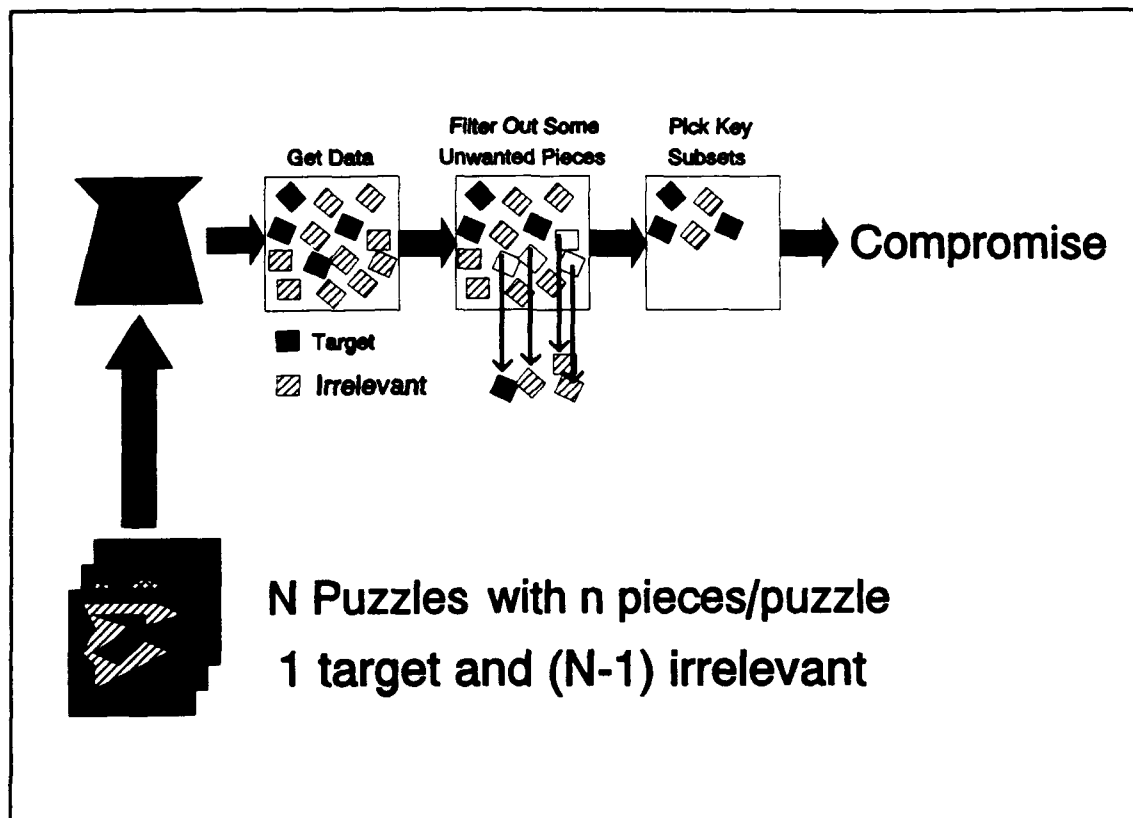 Get Data
Filter Out Some
Unwanted Pieces
Pick Key
Subsets
Compromise
Target
Irrelevant
N Puzzles with n pieces/puzzle
1 target and (N-1) irrelevant